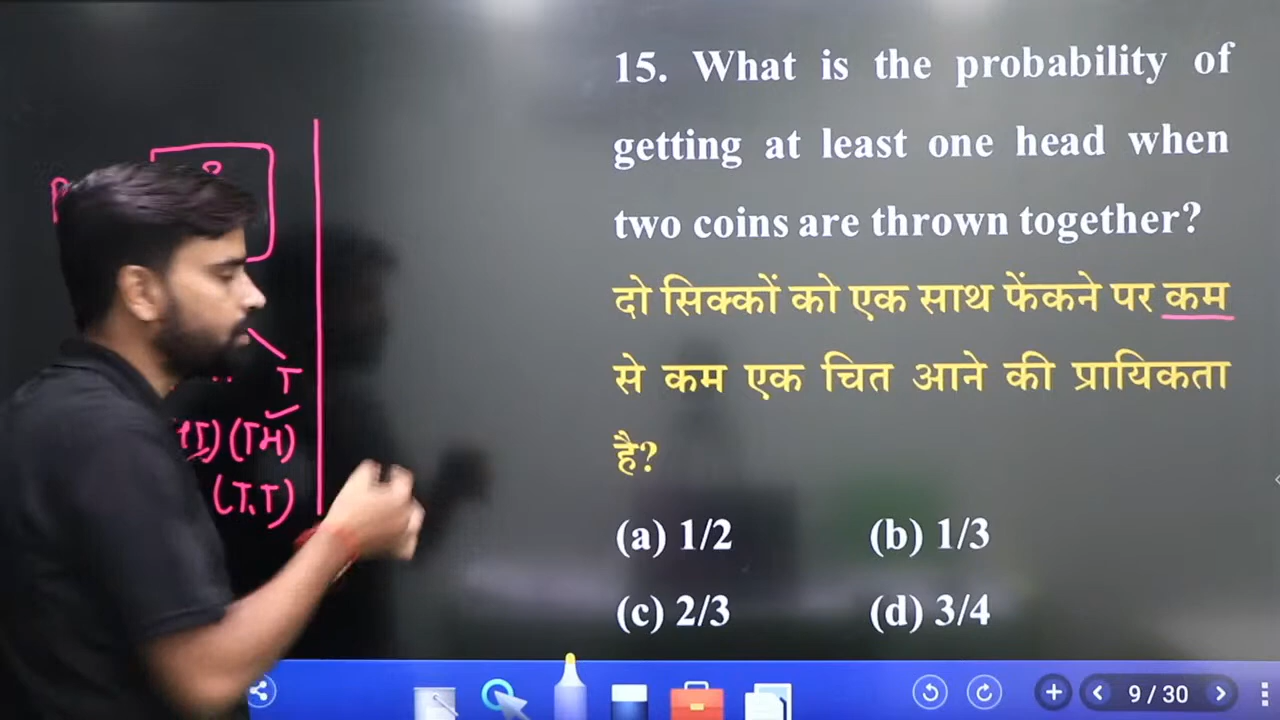 15. What is the probability of
getting at least one head when
two coins are thrown together?
दो सिक्कों को एक साथ फेंकने पर कम
से कम एक चित आने की प्रायिकता
है?
(a) 1/2 (b) 1/3
(c) 2/3 (d) 3/4
T
(TH)
(T,T)
9 / 30